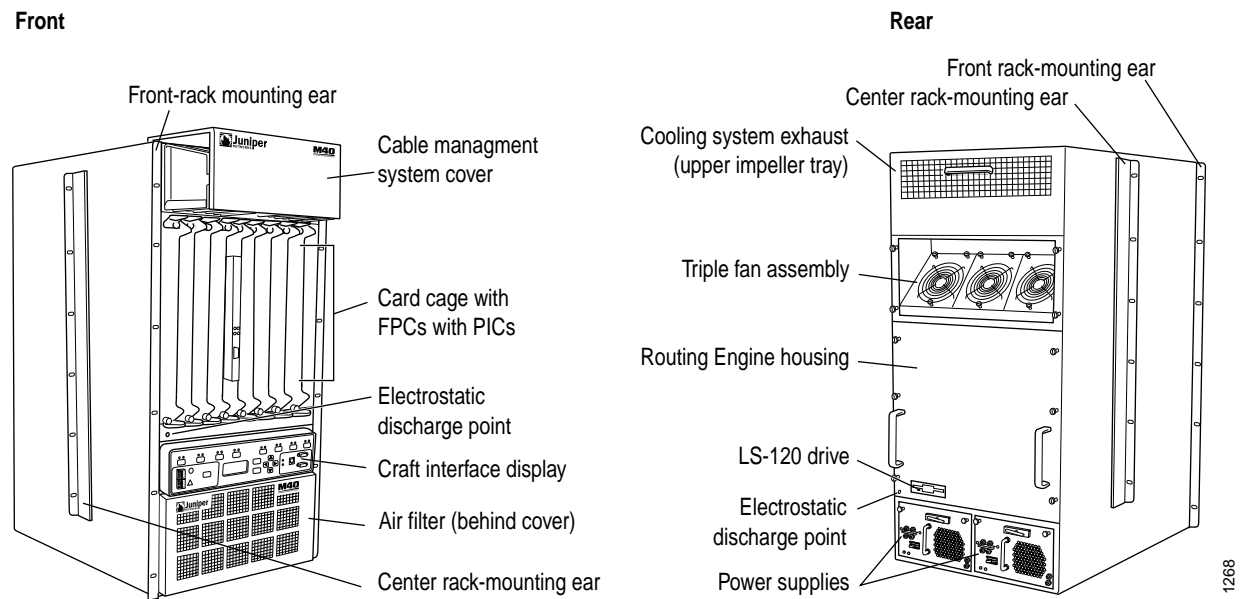 Front
Front-rack mounting ear
Juniper
NETWORKS
M40
Cable managment
system cover
Card cage with
FPCs with PICs
Electrostatic
discharge point
Craft interface display
Juniper
M40
Air filter (behind cover)
Center rack-mounting ear
Rear
Front rack-mounting ear
Center rack-mounting ear
Cooling system exhaust
(upper impeller tray)
Triple fan assembly
Routing Engine housing
LS-120 drive
Electrostatic
discharge point
Power supplies
1268